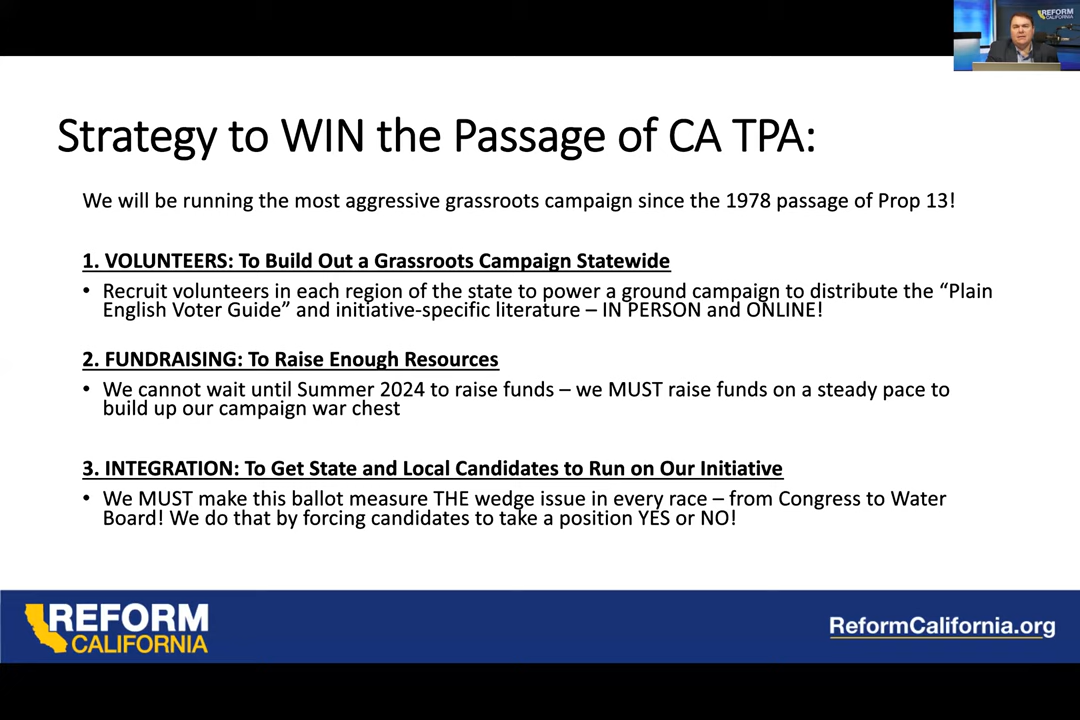 REFORM
CALIFORNIA
Strategy to WIN the Passage of CA TPA:
We will be running the most aggressive grassroots campaign since the 1978 passage of Prop 13!
1. VOLUNTEERS: To Build Out a Grassroots Campaign Statewide
• Recruit volunteers in each region of the state to power a ground campaign to distribute the “Plain
English Voter Guide” and initiative-specific literature – IN PERSON and ONLINE!
2. FUNDRAISING: To Raise Enough Resources
• We cannot wait until Summer 2024 to raise funds – we MUST raise funds on a steady pace to
build up our campaign war chest
3. INTEGRATION: To Get State and Local Candidates to Run on Our Initiative
• We MUST make this ballot measure THE wedge issue in every race – from Congress to Water
Board! We do that by forcing candidates to take a position YES or NO!
REFORM
CALIFORNIA
ReformCalifornia.org